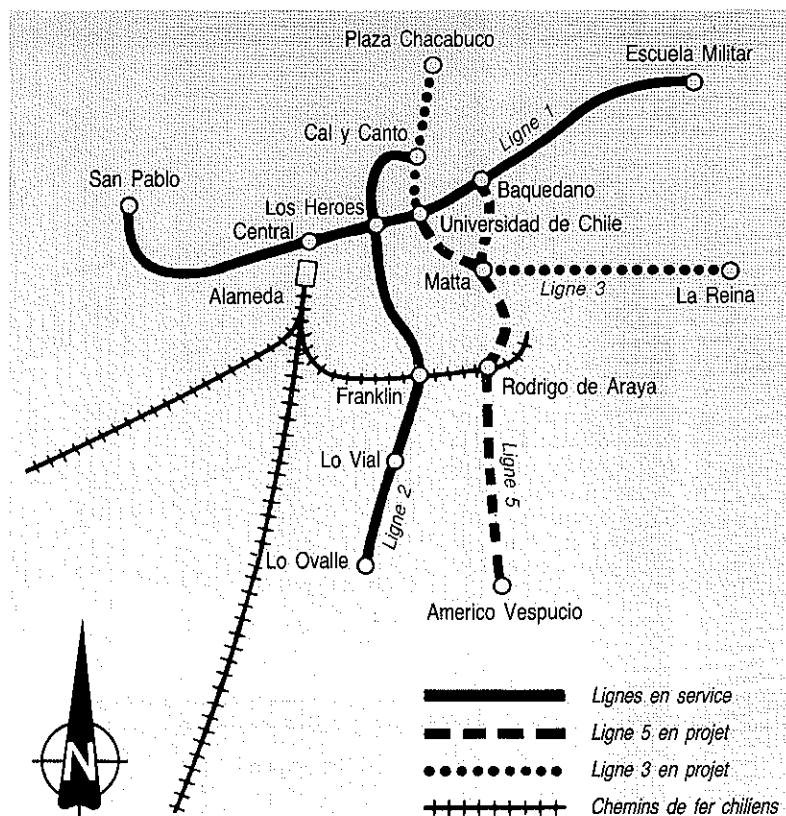 Plaza Chacabuco
Escuela Militar
Cal y Canto
Ligne 1
San Pablo
Baquedano
Los Heroes
Universidad de Chile
Central
Matta
Alameda
Ligne 3
La Reina
Franklin
Rodrigo de Araya
Lo Vial
Ligne 2
Ligne 5
Lo Ovalle
Americo Vespucio
N
Lignes en service
Ligne 5 en projet
Ligne 3 en projet
Chemins de fer chiliens